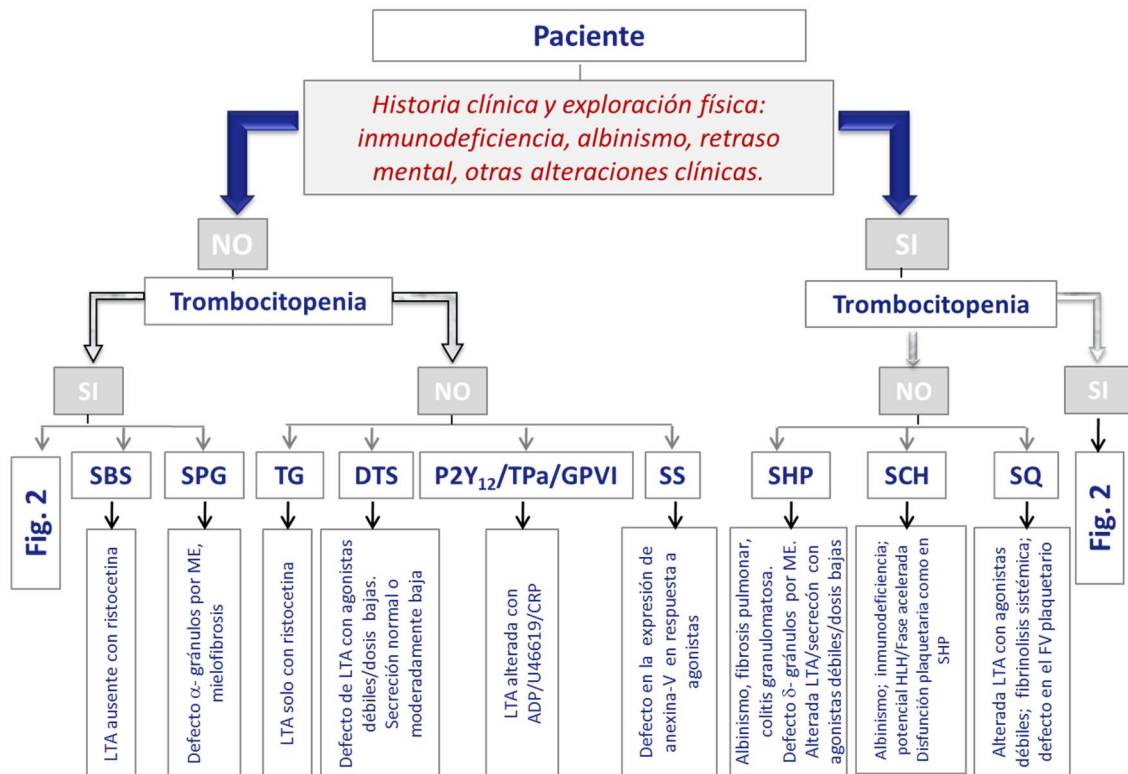 Paciente
Historia clínica y exploración física:
inmunodeficiencia, albinismo, retraso
mental, otras alteraciones clínicas.
NO
SI
Trombocitopenia
Trombocitopenia
SI
NO
NO
SI
Fig. 2
SBS
SPG
TG
DTS
P2Y12/TPa/GPVI
SS
SHP
SCH
SQ
Fig. 2
LTA ausente con ristocetina
Defecto α- gránulos por ME,
mielofibrosis
LTA solo con ristocetina
Defecto de LTA con agonistas
débiles/dosis bajas.
Secreción normal o
moderadamente baja
LTA alterada con
ADP/U46619/CRP
Defecto en la expresión de
anexina-V en respuesta a
agonistas
Albinismo, fibrosis pulmonar,
colitis granulomatosa.
Defecto δ- gránulos por ME.
Alterada LTA/secrecón con
agonistas débiles/dosis bajas
Albinismo; inmunodeficiencia;
potencial HLH/Fase acelerada
Disfunción plaquetaria como en
SHP
Alterada LTA con agonistas
débiles; fibrinolisis sistémica;
defecto en el FV plaquetario